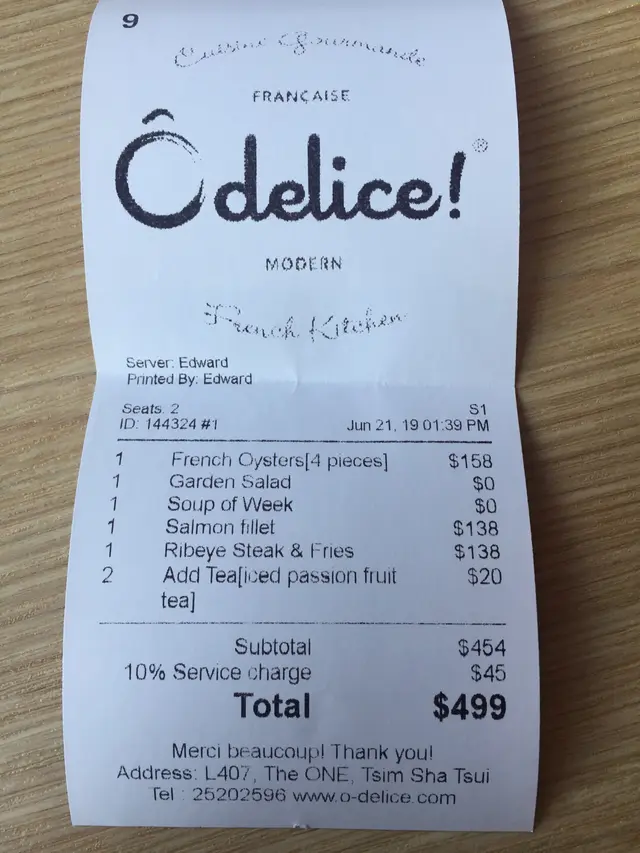 9
Cuisine Gourmande
FRANÇAISE
Ôdelice!®
MODERN
French Kitchen
Server: Edward
Printed By: Edward
Seats: 2 S1
ID: 144324 #1 Jun 21, 19 01:39 PM
1 French Oysters[4 pieces] $158
1 Garden Salad $0
1 Soup of Week $0
1 Salmon fillet $138
1 Ribeye Steak & Fries $138
2 Add Tea[iced passion fruit $20
tea]
Subtotal $454
10% Service charge $45
Total $499
Merci beaucoup! Thank you!
Address: L407, The ONE, Tsim Sha Tsui
Tel : 25202596 www.o-delice.com